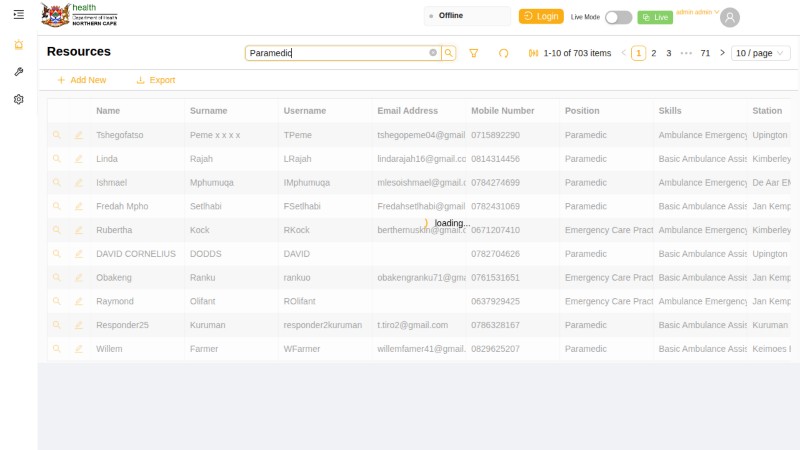 health
Department of Health
NORTHERN CAPE
Offline
Login
Live Mode
Live
admin admin
Resources
Paramedic
1-10 of 703 items
1 2 3 ••• 71
10 / page
Add New
Export
Name Surname Username Email Address Mobile Number Position Skills Station
Tshegofatso Peme x x x x TPeme tshegopeme04@gmail 0715892290 Paramedic Ambulance Emergency Upington
Linda Rajah LRajah lindarajah16@gmail.co 0814314456 Paramedic Basic Ambulance Assis Kimberley
Ishmael Mphumuqa IMphumuqa mlesoishmael@gmail.c 0784274699 Paramedic Ambulance Emergency De Aar EM
Fredah Mpho Setlhabi FSetlhabi Fredahsetlhabi@gmail 0782431069 Paramedic Basic Ambulance Assis Jan Kemp
loading...
Rubertha Kock RKock berthemuskin@gmail.c 0671207410 Emergency Care Pract Ambulance Emergency Kimberley
DAVID CORNELIUS DODDS DAVID 0782704626 Paramedic Basic Ambulance Assis Upington
Obakeng Ranku rankuo obakengranku71@gma 0761531651 Emergency Care Pract Basic Ambulance Assis Jan Kemp
Raymond Olifant ROlifant 0637929425 Emergency Care Pract Ambulance Emergency Jan Kemp
Responder25 Kuruman responder2kuruman t.tiro2@gmail.com 0786328167 Paramedic Basic Ambulance Assis Kuruman
Willem Farmer WFarmer willemfamer41@gmail. 0829625207 Paramedic Basic Ambulance Assis Keimoes